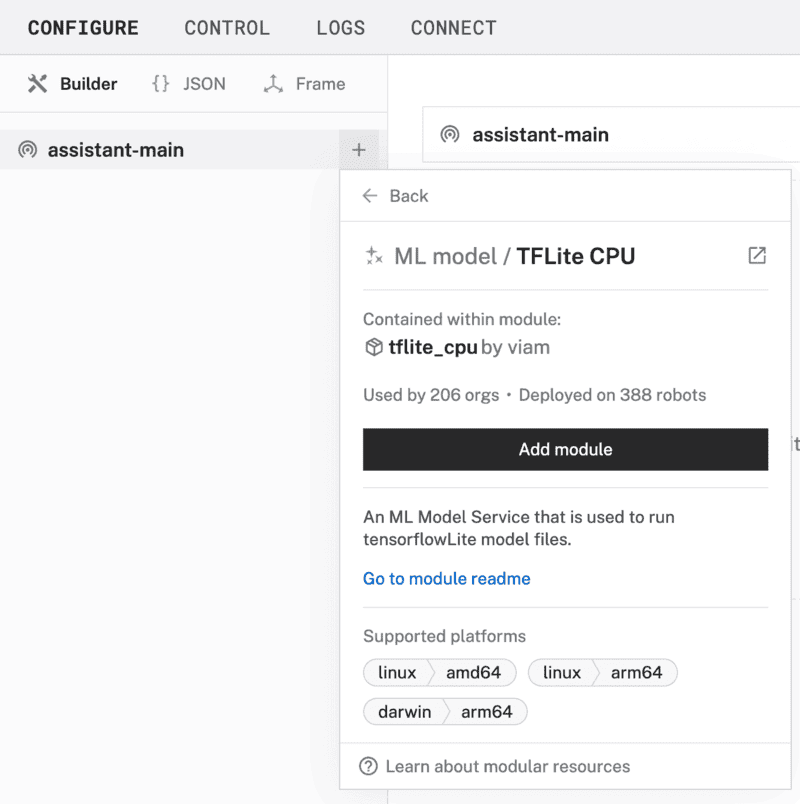 CONFIGURE CONTROL LOGS CONNECT
Builder {} JSON Frame
assistant-main +
assistant-main
← Back
ML model / TFLite CPU
Contained within module:
tflite_cpu by viam
Used by 206 orgs • Deployed on 388 robots
Add module
An ML Model Service that is used to run
tensorflowLite model files.
Go to module readme
Supported platforms
linux amd64 linux arm64
darwin arm64
? Learn about modular resources